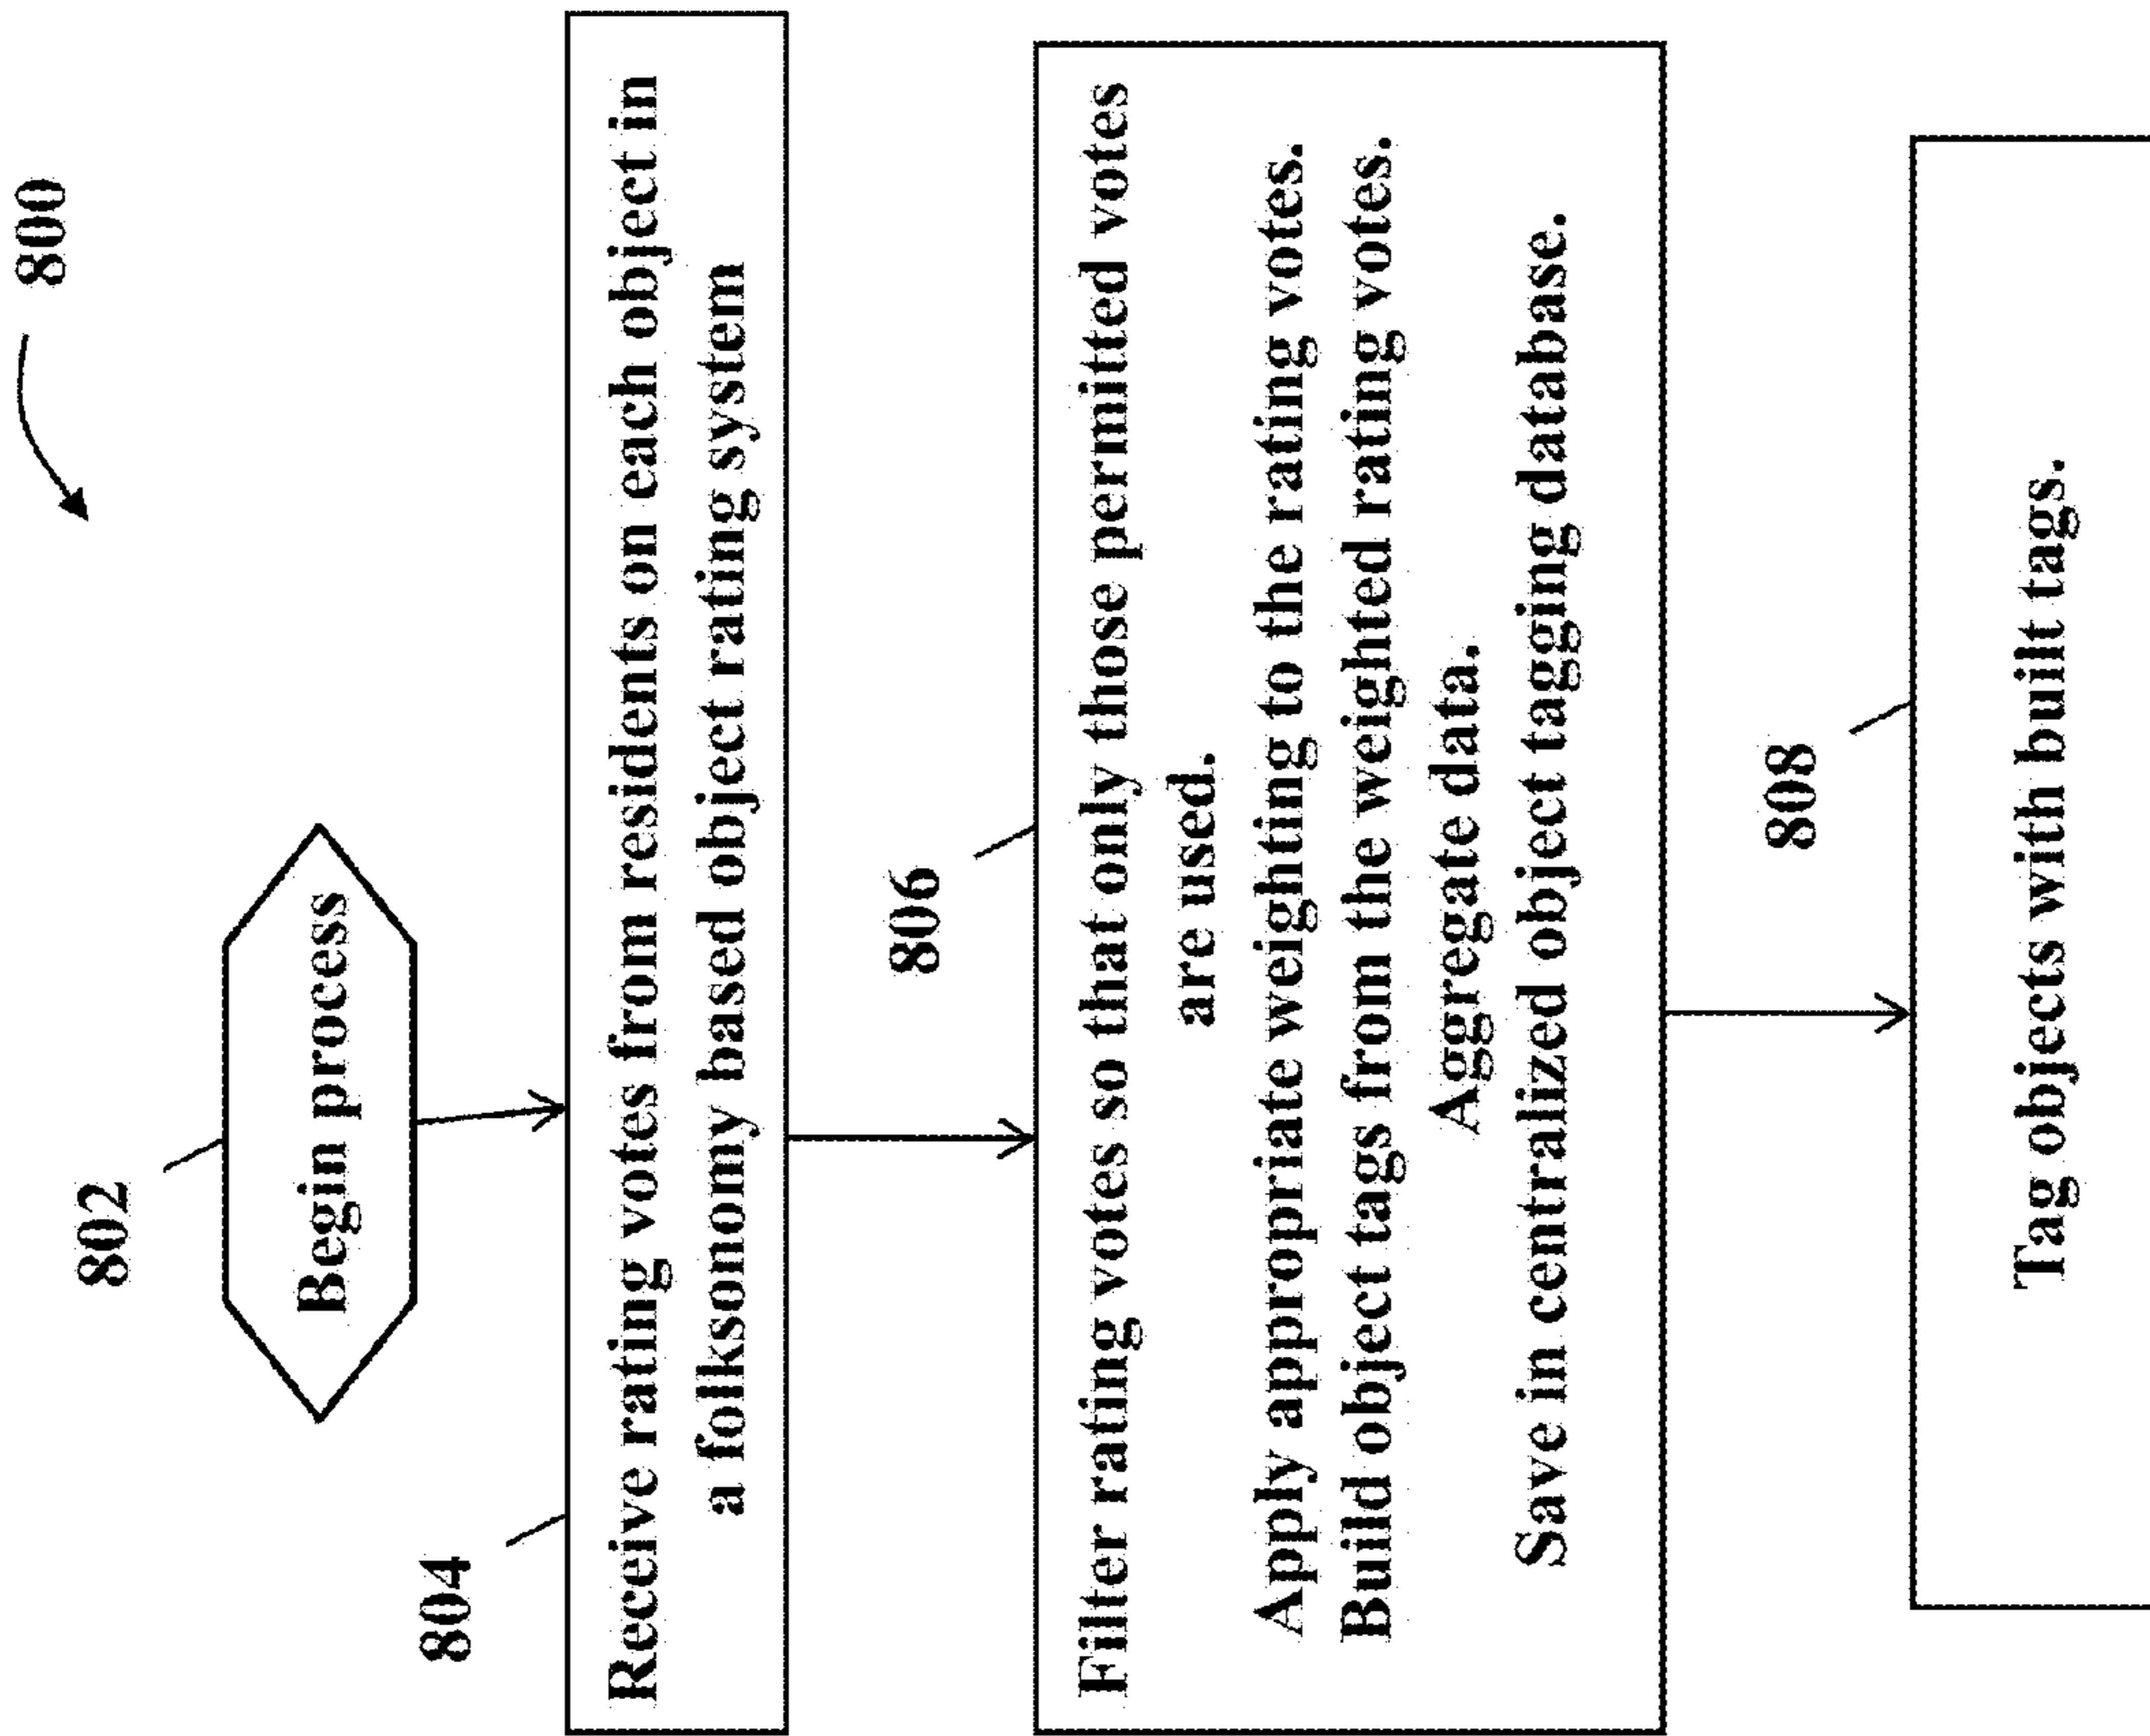 800
802
Begin process
804
Receive rating votes from residents on each object in
a folksonomy based object rating system
806
Filter rating votes so that only those permitted votes
are used.
Apply appropriate weighting to the rating votes.
Build object tags from the weighted rating votes.
Aggregate data.
Save in centralized object tagging database.
808
Tag objects with built tags.